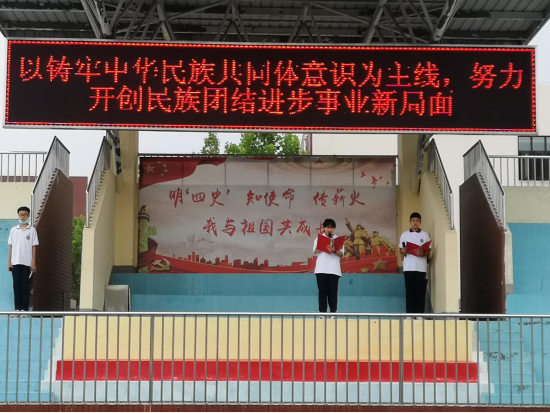 以铸牢中华民族共同体意识为主线，努力
开创民族团结进步事业新局面
明‘四史’ 知使命 传薪火
我与祖国共成长